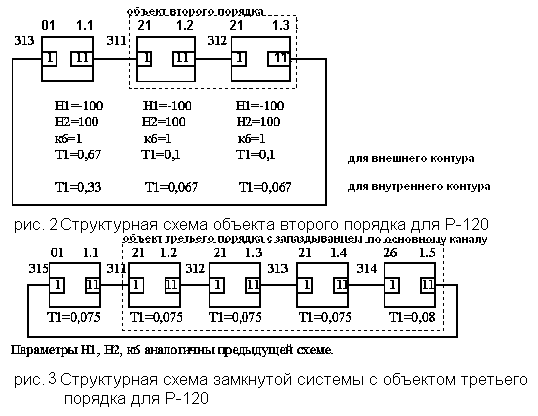 объект второго порядка
01 1.1 21 1.2 21 1.3
313 311 312
1 11 1 11 1 11
H1=-100 H1=-100 H1=-100
H2=100 H2=100 H2=100
кб=1 кб=1 кб=1
T1=0,67 T1=0,1 T1=0,1 для внешнего контура
T1=0,33 T1=0,067 T1=0,067 для внутреннего контура
рис. 2 Структурная схема объекта второго порядка для Р-120
объект третьего порядка с запаздыванием по основному каналу
01 1.1 21 1.2 21 1.3 21 1.4 26 1.5
315 311 312 313 314
1 11 1 11 1 11 1 11 1 11
T1=0,075 T1=0,075 T1=0,075 T1=0,075 T1=0,08
Параметры H1, H2, кб аналогичны предыдущей схеме.
рис. 3 Структурная схема замкнутой системы с объектом третьего
порядка для Р-120